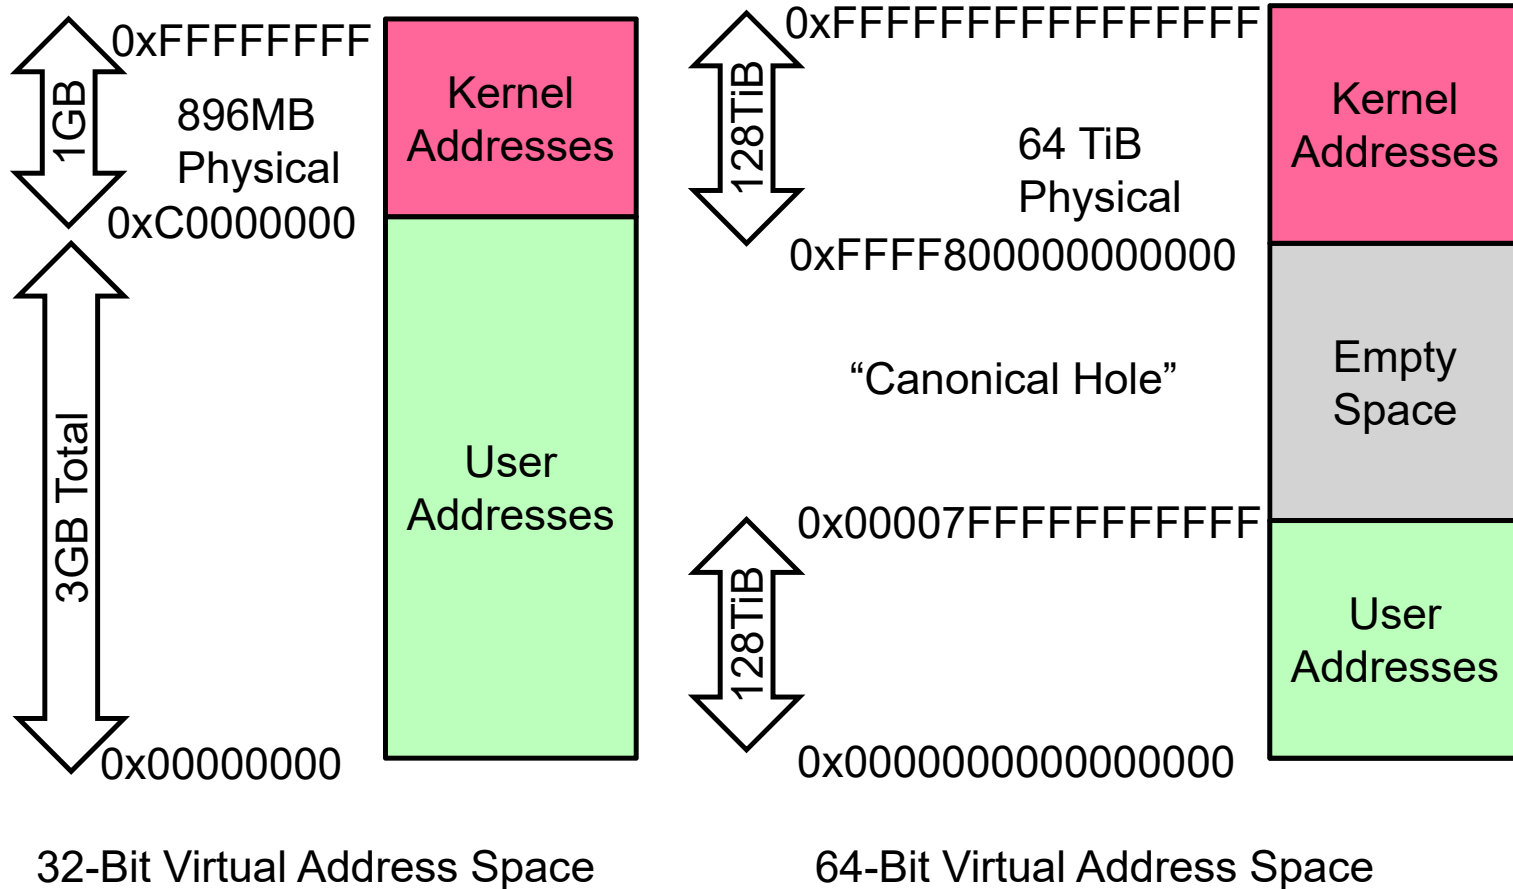 0xFFFFFFFF
1GB
896MB
Physical
0xC0000000
Kernel
Addresses
3GB Total
User
Addresses
0x00000000
32-Bit Virtual Address Space
0xFFFFFFFFFFFFFFFF
128TiB
64 TiB
Physical
0xFFFF800000000000
Kernel
Addresses
“Canonical Hole”
Empty
Space
0x00007FFFFFFFFFFF
128TiB
User
Addresses
0x0000000000000000
64-Bit Virtual Address Space